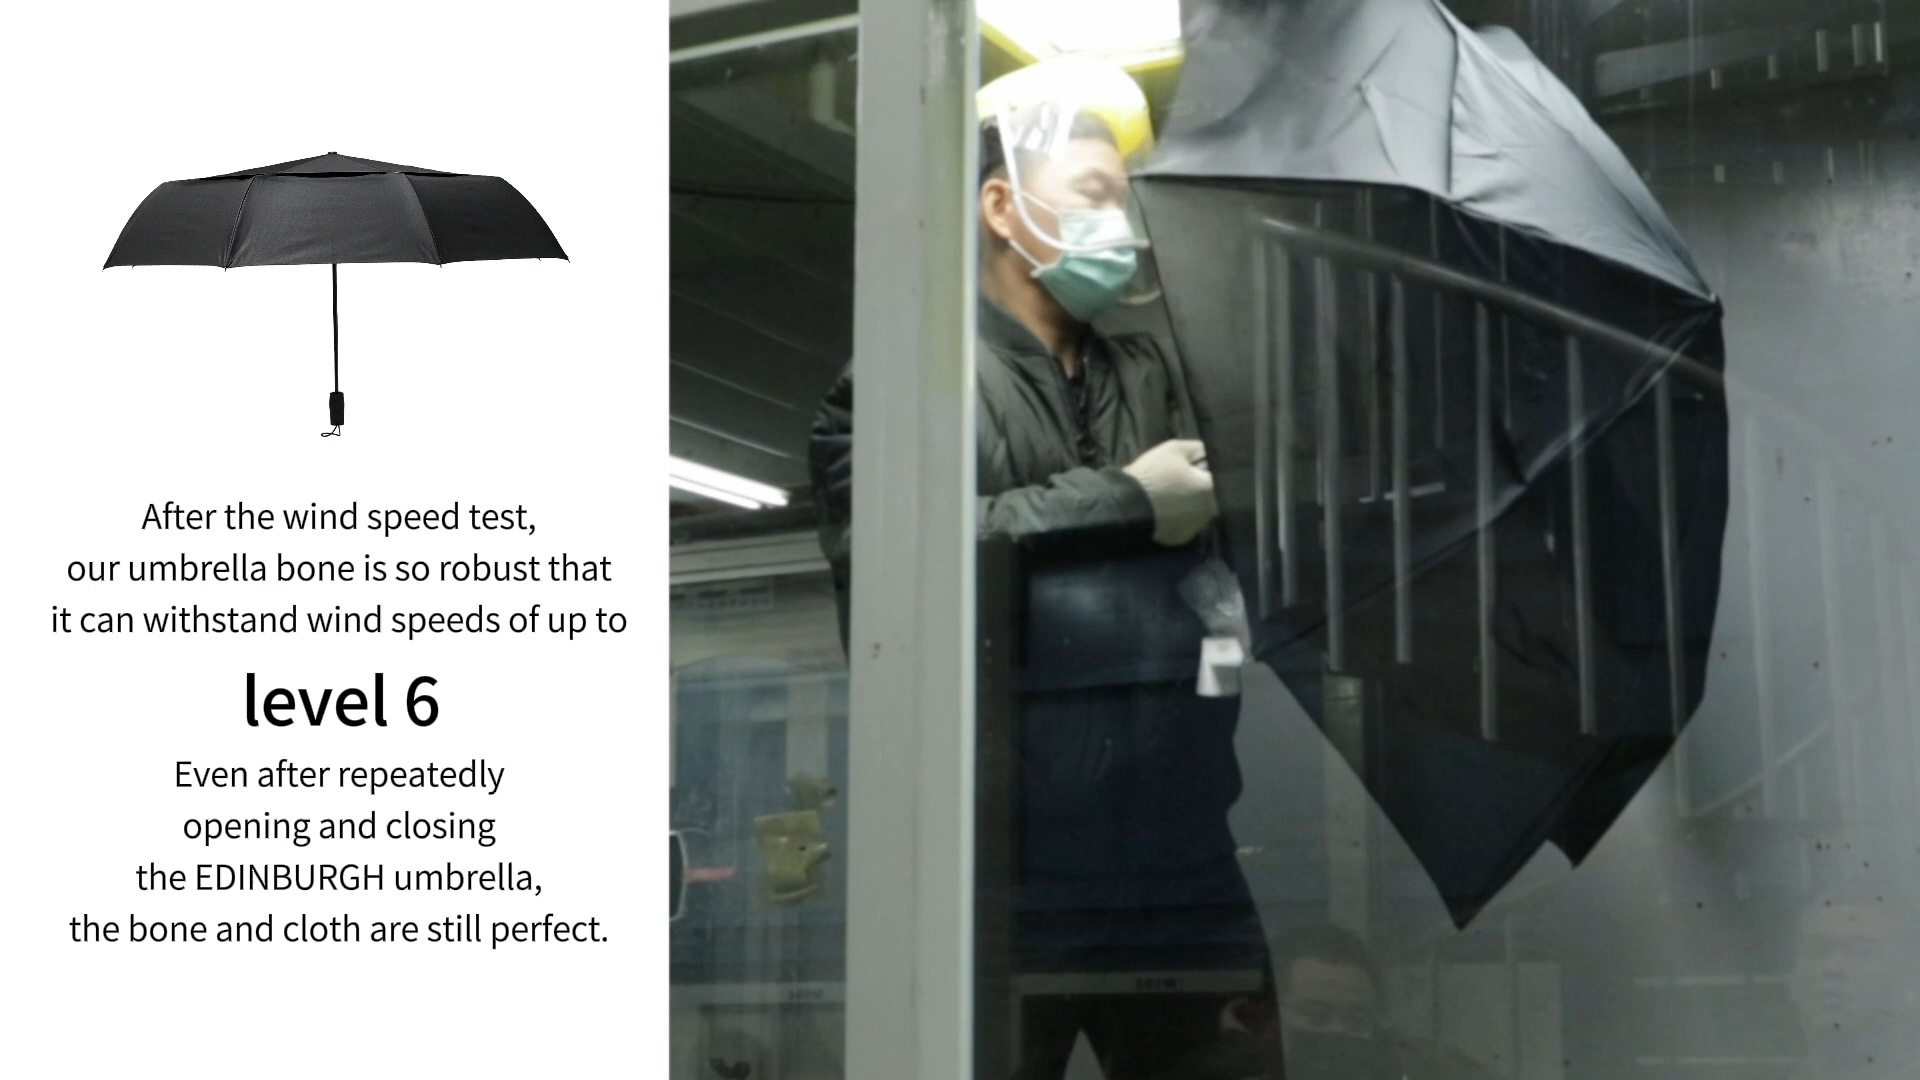 After the wind speed test,
our umbrella bone is so robust that
it can withstand wind speeds of up to
level 6
Even after repeatedly
opening and closing
the EDINBURGH umbrella,
the bone and cloth are still perfect.